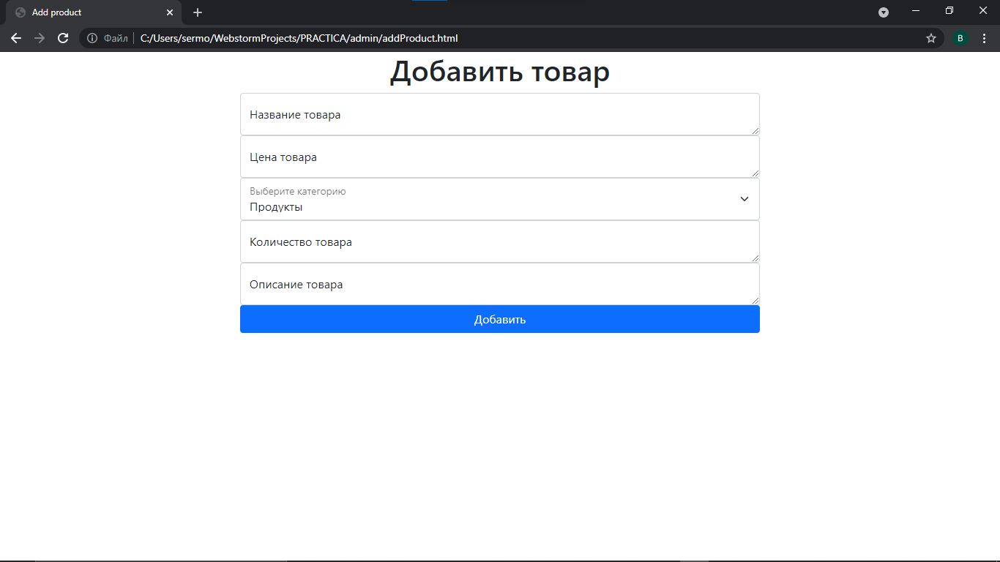 Add product
Файл C:/Users/sermo/WebstormProjects/PRACTICA/admin/addProduct.html
B
Добавить товар
Название товара
Цена товара
Выберите категорию
Продукты
Количество товара
Описание товара
Добавить